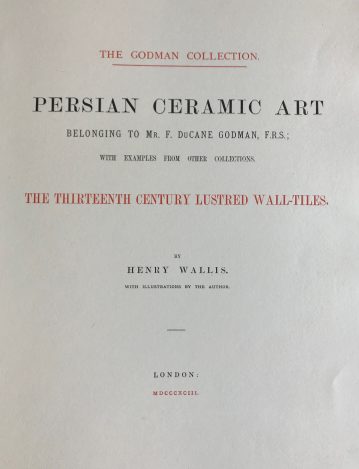 THE GODMAN COLLECTION.
PERSIAN CERAMIC ART
BELONGING TO MR. F. DUCANE GODMAN, F.R.S.;
WITH EXAMPLES FROM OTHER COLLECTIONS.
THE THIRTEENTH CENTURY LUSTRED WALL-TILES.
BY
HENRY WALLIS.
WITH ILLUSTRATIONS BY THE AUTHOR.
LONDON:
MDCCCXCIII.